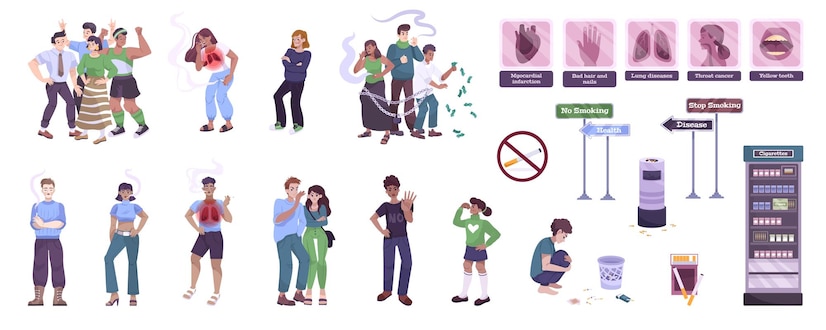 Myocardial
infarction
Bad hair and
nails
Lung diseases
Throat cancer
Yellow teeth
No Smoking
Health
Stop Smoking
Disease
Cigarettes
NO